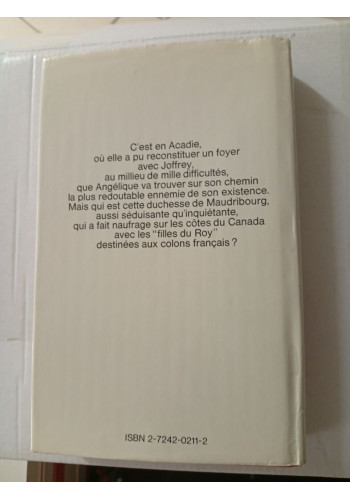 C'est en Acadie,
où elle a pu reconstituer un foyer
avec Joffrey,
au millieu de mille difficultés,
que Angélique va trouver sur son chemin
la plus redoutable ennemie de son existence.
Mais qui est cette duchesse de Maudribourg,
aussi séduisante qu'inquiétante,
qui a fait naufrage sur les côtes du Canada
avec les "filles du Roy"
destinées aux colons français ?
ISBN 2-7242-0211-2